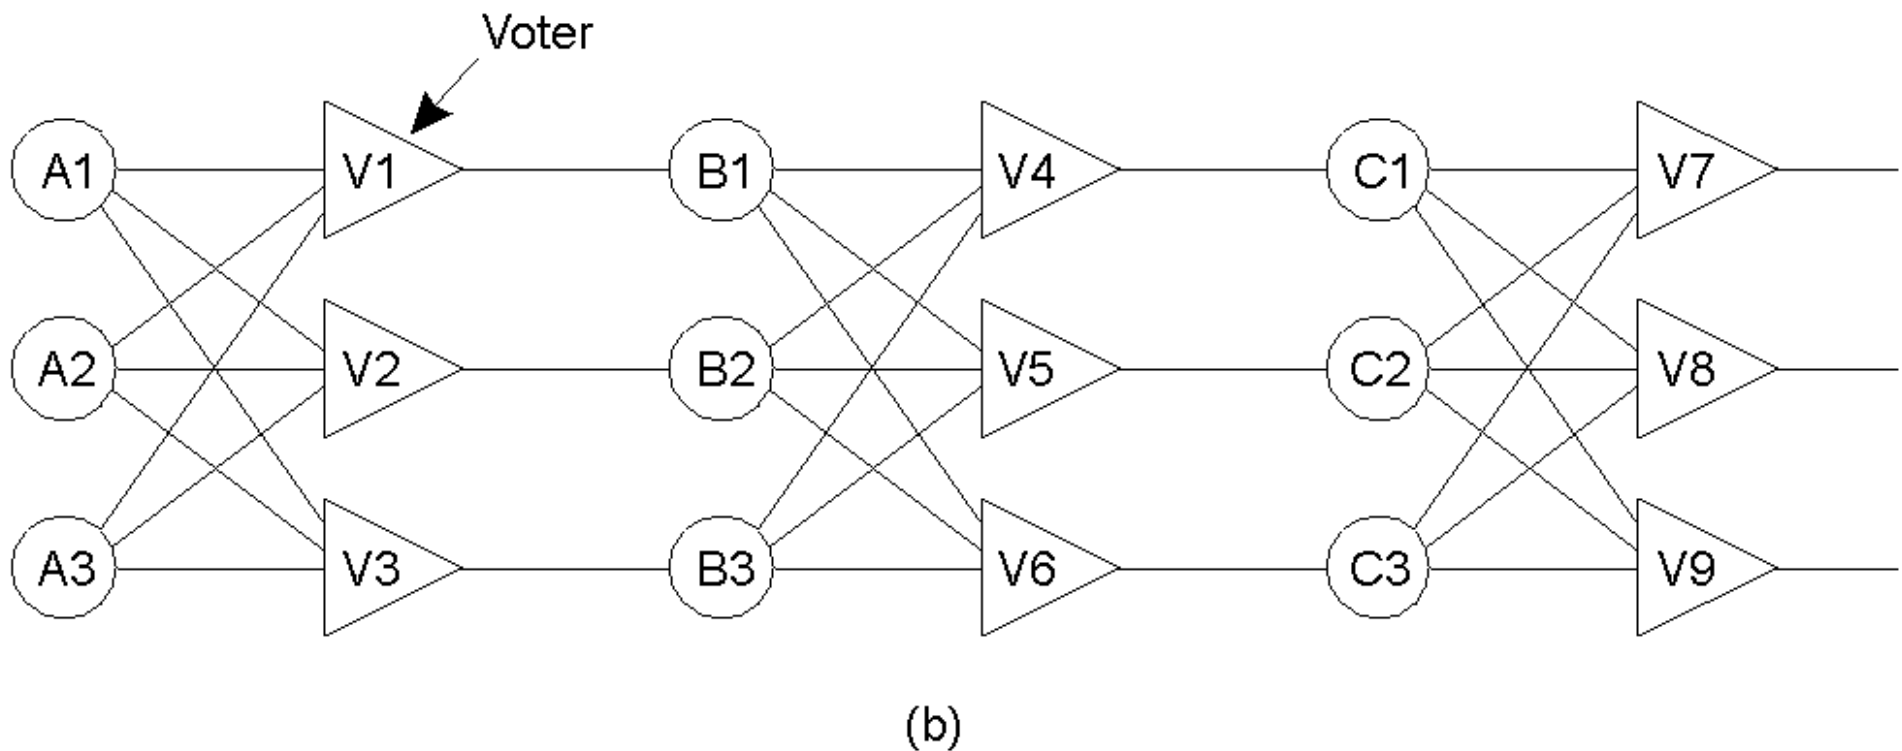 Voter
A1 V1 B1 V4 C1 V7
A2 V2 B2 V5 C2 V8
A3 V3 B3 V6 C3 V9
(b)